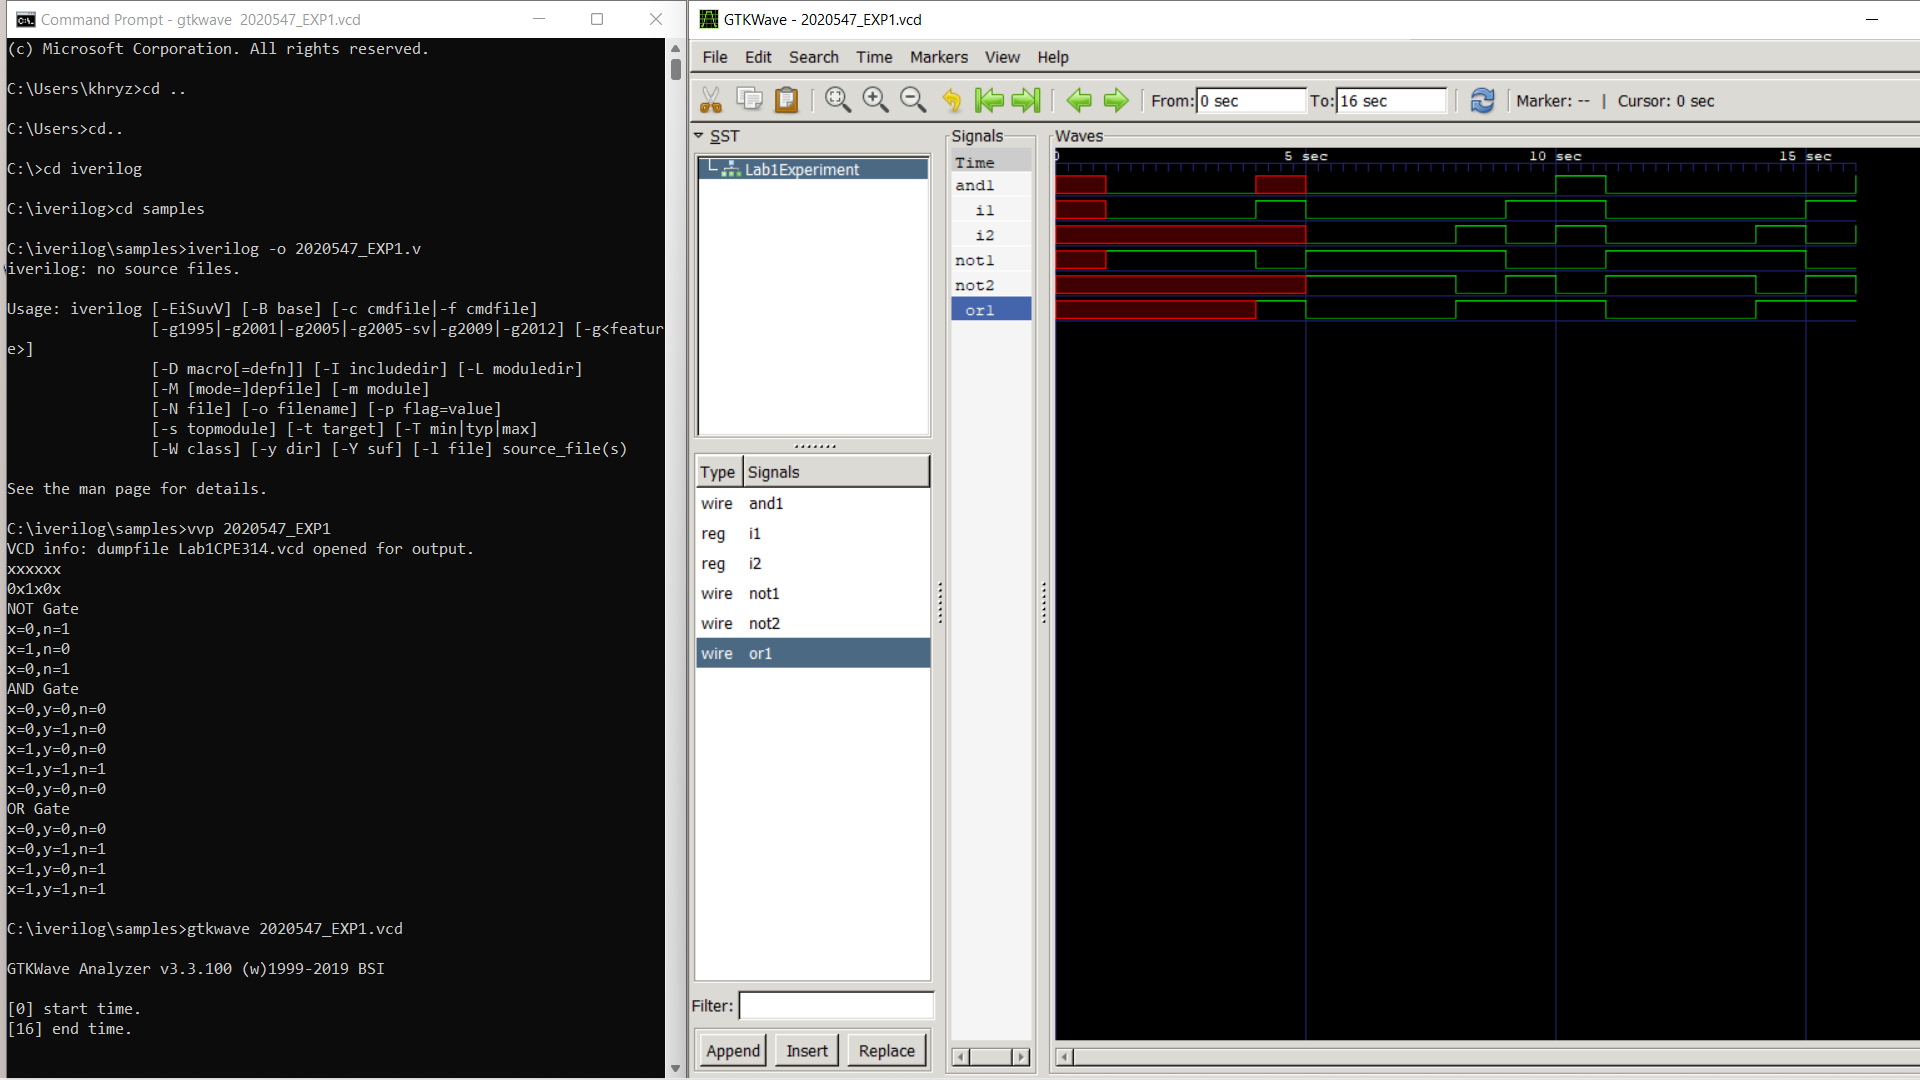 Command Prompt - gtkwave  2020547_EXP1.vcd
(c) Microsoft Corporation. All rights reserved.
C:\Users\khryz>cd ..
C:\Users>cd..
C:\>cd iverilog
C:\iverilog>cd samples
C:\iverilog\samples>iverilog -o 2020547_EXP1.v
iverilog: no source files.
Usage: iverilog [-EiSuvV] [-B base] [-c cmdfile|-f cmdfile]
[-g1995|-g2001|-g2005|-g2005-sv|-g2009|-g2012] [-g<featur
e>]
[-D macro[=defn]] [-I includedir] [-L moduledir]
[-M [mode=]depfile] [-m module]
[-N file] [-o filename] [-p flag=value]
[-s topmodule] [-t target] [-T min|typ|max]
[-W class] [-y dir] [-Y suf] [-l file] source_file(s)
See the man page for details.
C:\iverilog\samples>vvp 2020547_EXP1
VCD info: dumpfile Lab1CPE314.vcd opened for output.
xxxxxx
0x1x0x
NOT Gate
x=0,n=1
x=1,n=0
x=0,n=1
AND Gate
x=0,y=0,n=0
x=0,y=1,n=0
x=1,y=0,n=0
x=1,y=1,n=1
x=0,y=0,n=0
OR Gate
x=0,y=0,n=0
x=0,y=1,n=1
x=1,y=0,n=1
x=1,y=1,n=1
C:\iverilog\samples>gtkwave 2020547_EXP1.vcd
GTKWave Analyzer v3.3.100 (w)1999-2019 BSI
[0] start time.
[16] end time.
GTKWave - 2020547_EXP1.vcd
File Edit Search Time Markers View Help
From: 0 sec To: 16 sec Marker: -- | Cursor: 0 sec
SST
Lab1Experiment
Type Signals
wire and1
reg i1
reg i2
wire not1
wire not2
wire or1
Filter:
Append Insert Replace
Signals
Time
and1
i1
i2
not1
not2
or1
Waves
0 5 sec 10 sec 15 sec